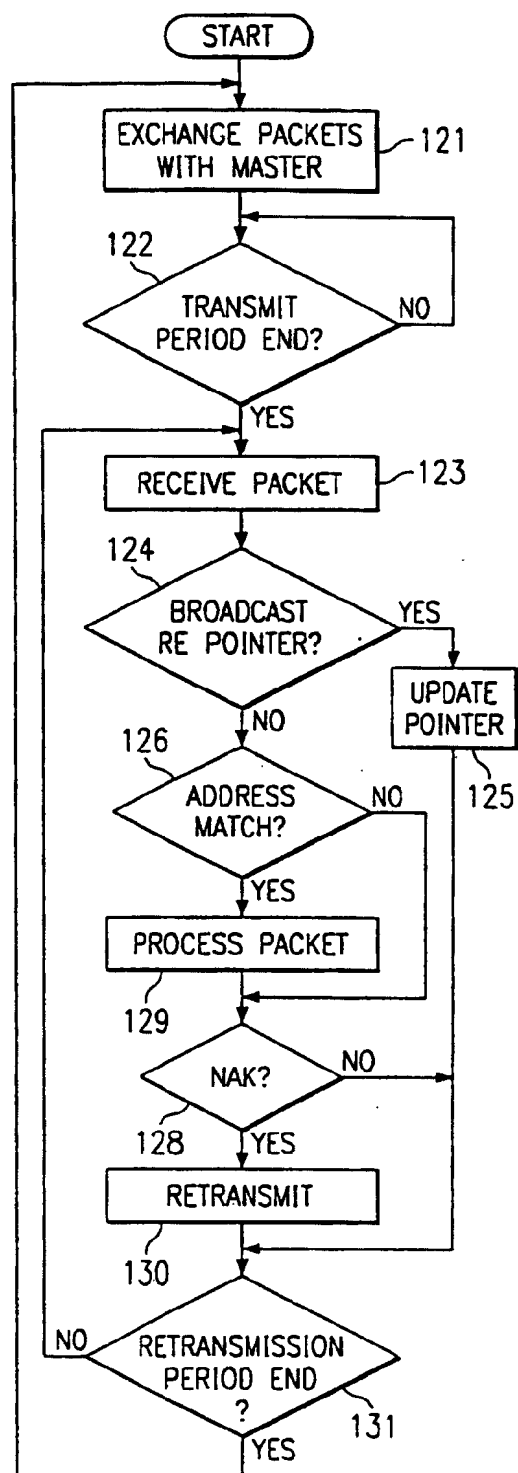 START
EXCHANGE PACKETS
WITH MASTER
121
122
TRANSMIT
PERIOD END?
NO
YES
RECEIVE PACKET
123
124
BROADCAST
RE POINTER?
YES
UPDATE
POINTER
125
NO
126
ADDRESS
MATCH?
NO
YES
PROCESS PACKET
129
NAK?
NO
128
YES
RETRANSMIT
130
NO
RETRANSMISSION
PERIOD END
?
131
YES